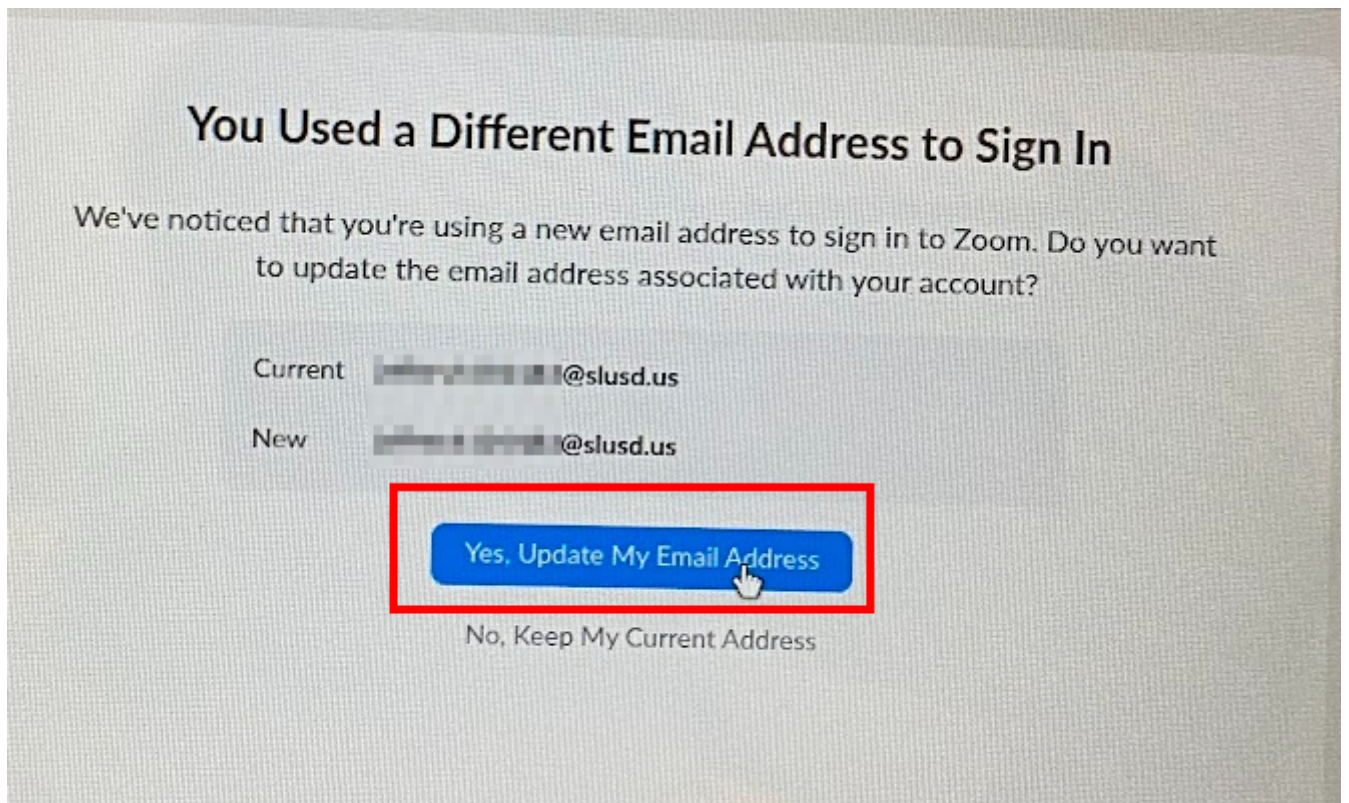 You Used a Different Email Address to Sign In
We've noticed that you're using a new email address to sign in to Zoom. Do you want
to update the email address associated with your account?
Current @slusd.us
New @slusd.us
Yes, Update My Email Address
No, Keep My Current Address